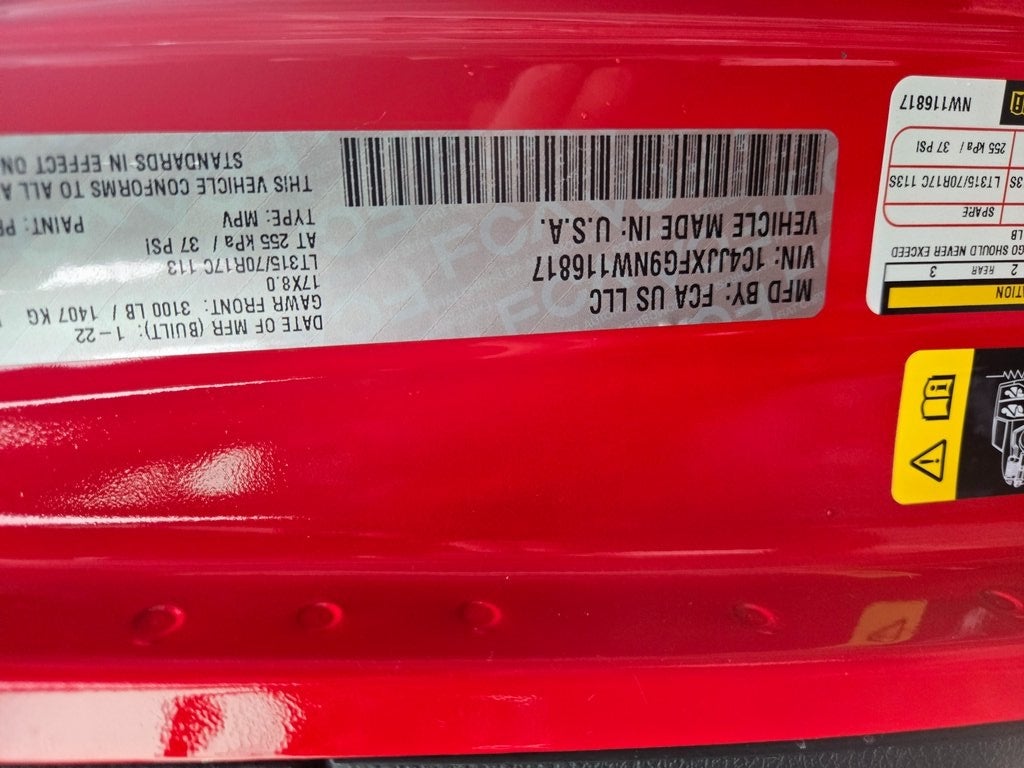 MFD BY: FCA US LLC
VIN: 1C4JJXFG9NW116817
VEHICLE MADE IN: U.S.A.
DATE OF MFR (BUILT): 1-22
GAWR FRONT: 3100 LB / 1407 KG
17X8.0
LT315/70R17C 113
AT 255 kPa / 37 PSI
TYPE: MPV
PAINT:
THIS VEHICLE CONFORMS TO ALL A
STANDARDS IN EFFECT ON
2 REAR 3
GO SHOULD NEVER EXCEED
LB
SPARE
LT315/70R17C 113S
255 kPa / 37 PSI
NW116817